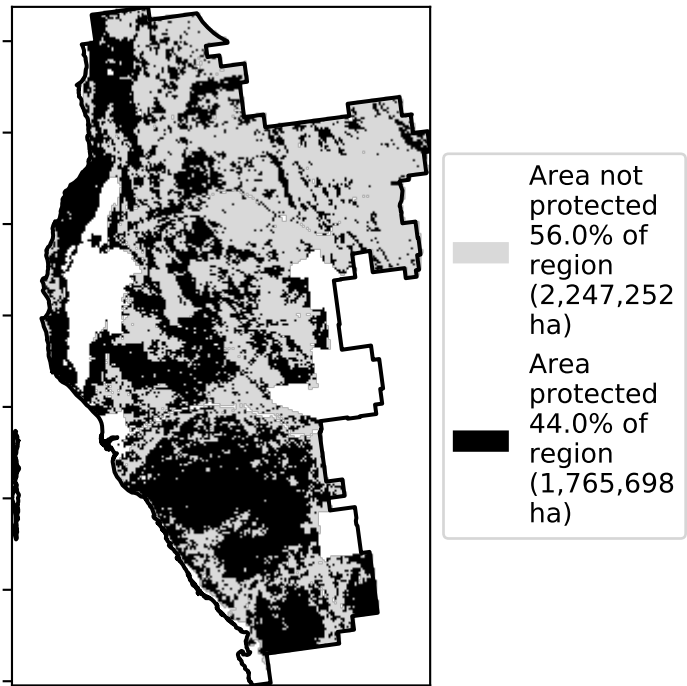 Area not
protected
56.0% of
region
(2,247,252
ha)
Area
protected
44.0% of
region
(1,765,698
ha)